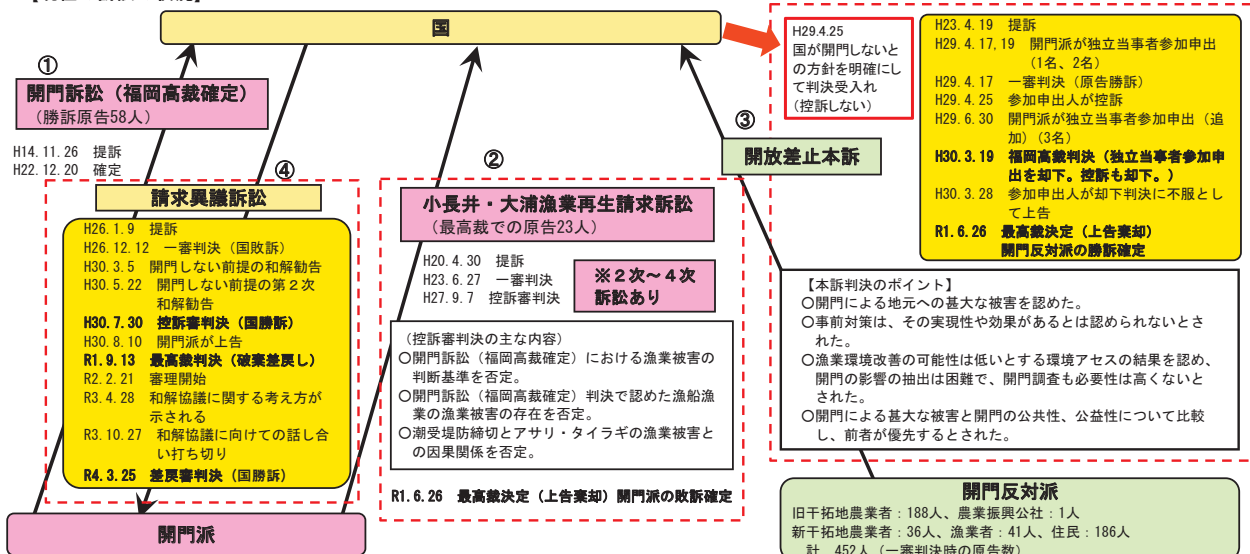 国
①
開門訴訟（福岡高裁確定）
（勝訴原告58人）
H14.11.26 提訴
H22.12.20 確定
④
請求異議訴訟
H26.1.9 提訴
H26.12.12 一審判決（国敗訴）
H30.3.5 開門しない前提の和解勧告
H30.5.22 開門しない前提の第２次
和解勧告
H30.7.30 控訴審判決（国勝訴）
H30.8.10 開門派が上告
R1.9.13 最高裁判決（破棄差戻し）
R2.2.21 審理開始
R3.4.28 和解協議に関する考え方が
示される
R3.10.27 和解協議に向けての話し合
い打ち切り
R4.3.25 差戻審判決（国勝訴）
開門派
②
小長井・大浦漁業再生請求訴訟
（最高裁での原告23人）
H20.4.30 提訴
H23.6.27 一審判決
H27.9.7 控訴審判決
※２次～４次
訴訟あり
（控訴審判決の主な内容）
○開門訴訟（福岡高裁確定）における漁業被害の
判断基準を否定。
○開門訴訟（福岡高裁確定）判決で認めた漁船漁
業の漁業被害の存在を否定。
○潮受堤防締切とアサリ・タイラギの漁業被害と
の因果関係を否定。
R1.6.26 最高裁決定（上告棄却）開門派の敗訴確定
③
開放差止本訴
H29.4.25
国が開門しないと
の方針を明確にし
て判決受入れ
（控訴しない）
H23.4.19 提訴
H29.4.17,19 開門派が独立当事者参加申出
（1名、2名）
H29.4.17 一審判決（原告勝訴）
H29.4.25 参加申出人が控訴
H29.6.30 開門派が独立当事者参加申出（追
加）（3名）
H30.3.19 福岡高裁判決（独立当事者参加申
出を却下。控訴も却下。）
H30.3.28 参加申出人が却下判決に不服とし
て上告
R1.6.26 最高裁決定（上告棄却）
開門反対派の勝訴確定
【本訴判決のポイント】
○開門による地元への甚大な被害を認めた。
○事前対策は、その実現性や効果があるとは認められないとさ
れた。
○漁業環境改善の可能性は低いとする環境アセスの結果を認め、
開門の影響の抽出は困難で、開門調査も必要性は高くないと
された。
○開門による甚大な被害と開門の公共性、公益性について比較
し、前者が優先するとされた。
開門反対派
旧干拓地農業者：188人、農業振興公社：1人
新干拓地農業者：36人、漁業者：41人、住民：186人
計 452人（一審判決時の原告数）